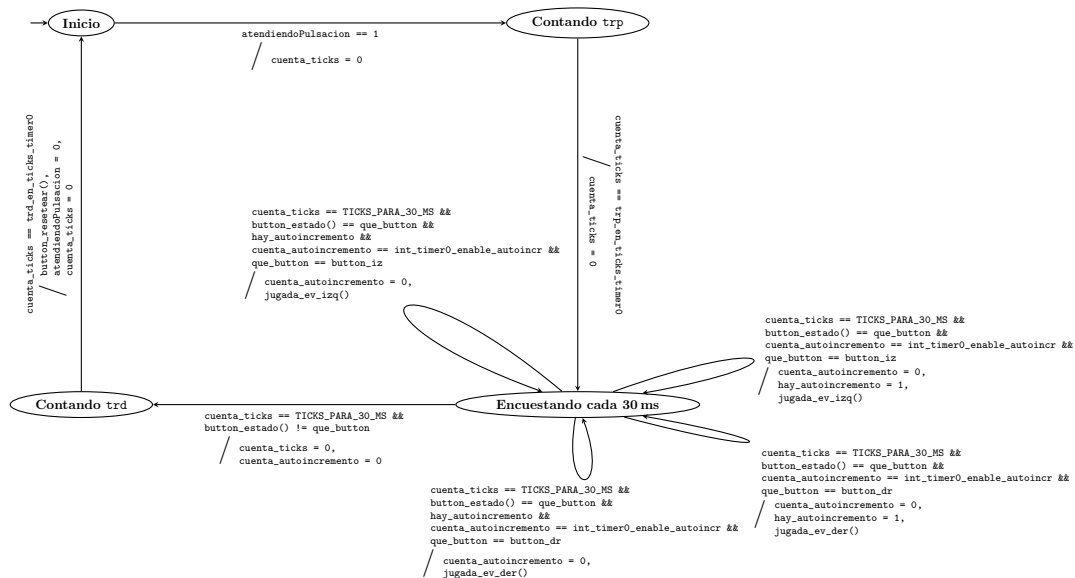 Inicio
Contando trp
atendiendoPulsacion == 1
cuenta_ticks = 0
cuenta_ticks == trp_en_ticks_timer0
cuenta_ticks = 0
cuenta_ticks == trd_en_ticks_timer0
button_resetear(),
atendiendoPulsacion = 0,
cuenta_ticks = 0
cuenta_ticks == TICKS_PARA_30_MS &&
button_estado() == que_button &&
hay_autoincremento &&
cuenta_autoincremento == int_timer0_enable_autoincr &&
que_button == button_iz
cuenta_autoincremento = 0,
jugada_ev_izq()
cuenta_ticks == TICKS_PARA_30_MS &&
button_estado() == que_button &&
cuenta_autoincremento == int_timer0_enable_autoincr &&
que_button == button_iz
cuenta_autoincremento = 0,
hay_autoincremento = 1,
jugada_ev_izq()
Contando trd
Encuestando cada 30 ms
cuenta_ticks == TICKS_PARA_30_MS &&
button_estado() != que_button
cuenta_ticks = 0,
cuenta_autoincremento = 0
cuenta_ticks == TICKS_PARA_30_MS &&
button_estado() == que_button &&
cuenta_autoincremento == int_timer0_enable_autoincr &&
que_button == button_dr
cuenta_autoincremento = 0,
hay_autoincremento = 1,
jugada_ev_der()
cuenta_ticks == TICKS_PARA_30_MS &&
button_estado() == que_button &&
hay_autoincremento &&
cuenta_autoincremento == int_timer0_enable_autoincr &&
que_button == button_dr
cuenta_autoincremento = 0,
jugada_ev_der()